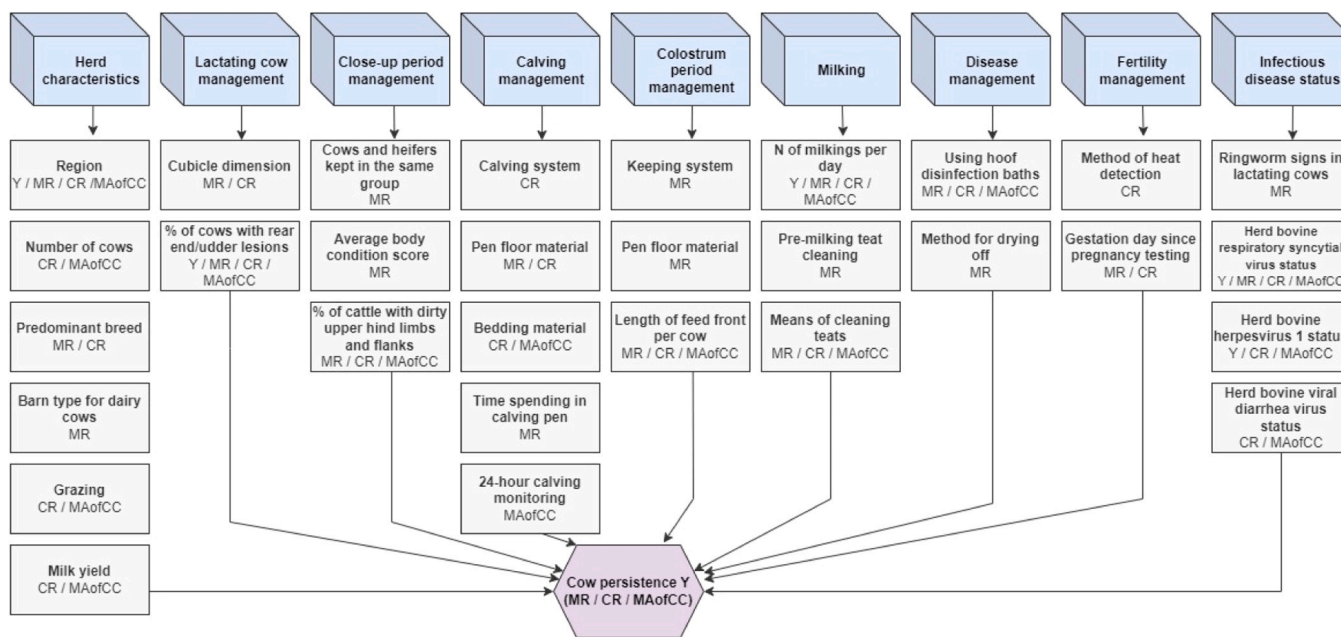 Herd
characteristics
Lactating cow
management
Close-up period
management
Calving
management
Colostrum
period
management
Milking
Disease
management
Fertility
management
Infectious
disease status
Region
Y / MR / CR /MAofCC
Number of cows
CR / MAofCC
Predominant breed
MR / CR
Barn type for dairy
cows
MR
Grazing
CR / MAofCC
Milk yield
CR / MAofCC
Cubicle dimension
MR / CR
% of cows with rear
end/udder lesions
Y / MR / CR /
MAofCC
Cows and heifers
kept in the same
group
MR
Average body
condition score
MR
% of cattle with dirty
upper hind limbs
and flanks
MR / CR / MAofCC
Calving system
CR
Pen floor material
MR / CR
Bedding material
CR / MAofCC
Time spending in
calving pen
MR
24-hour calving
monitoring
MAofCC
Keeping system
MR
Pen floor material
MR
Length of feed front
per cow
MR / CR / MAofCC
N of milkings per
day
Y / MR / CR /
MAofCC
Pre-milking teat
cleaning
MR
Means of cleaning
teats
MR / CR / MAofCC
Using hoof
disinfection baths
MR / CR / MAofCC
Method for drying
off
MR
Method of heat
detection
CR
Gestation day since
pregnancy testing
MR / CR
Ringworm signs in
lactating cows
MR
Herd bovine
respiratory syncytial
virus status
Y / MR / CR / MAofCC
Herd bovine
herpesvirus 1 status
Y / CR / MAofCC
Herd bovine viral
diarrhea virus
status
CR / MAofCC
Cow persistence Y
(MR / CR / MAofCC)